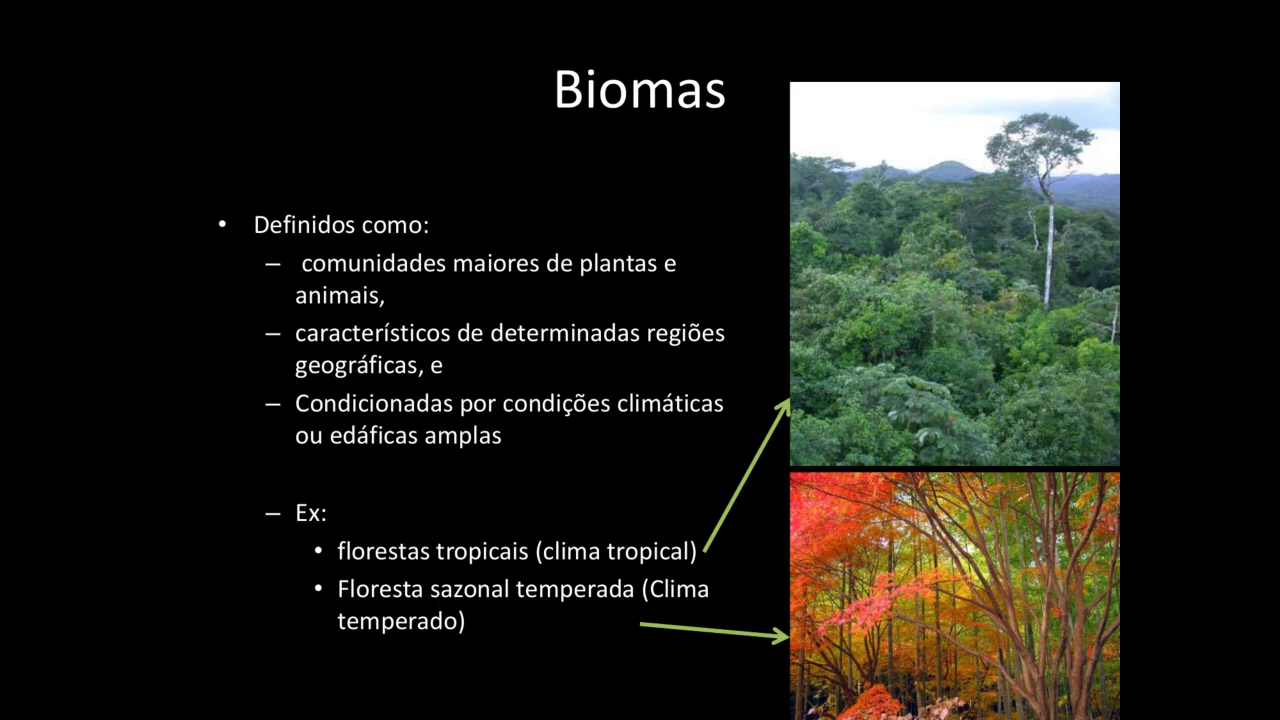 Biomas
• Definidos como:
– comunidades maiores de plantas e
animais,
– característicos de determinadas regiões
geográficas, e
– Condicionadas por condições climáticas
ou edáficas amplas
– Ex:
• florestas tropicais (clima tropical)
• Floresta sazonal temperada (Clima
temperado)